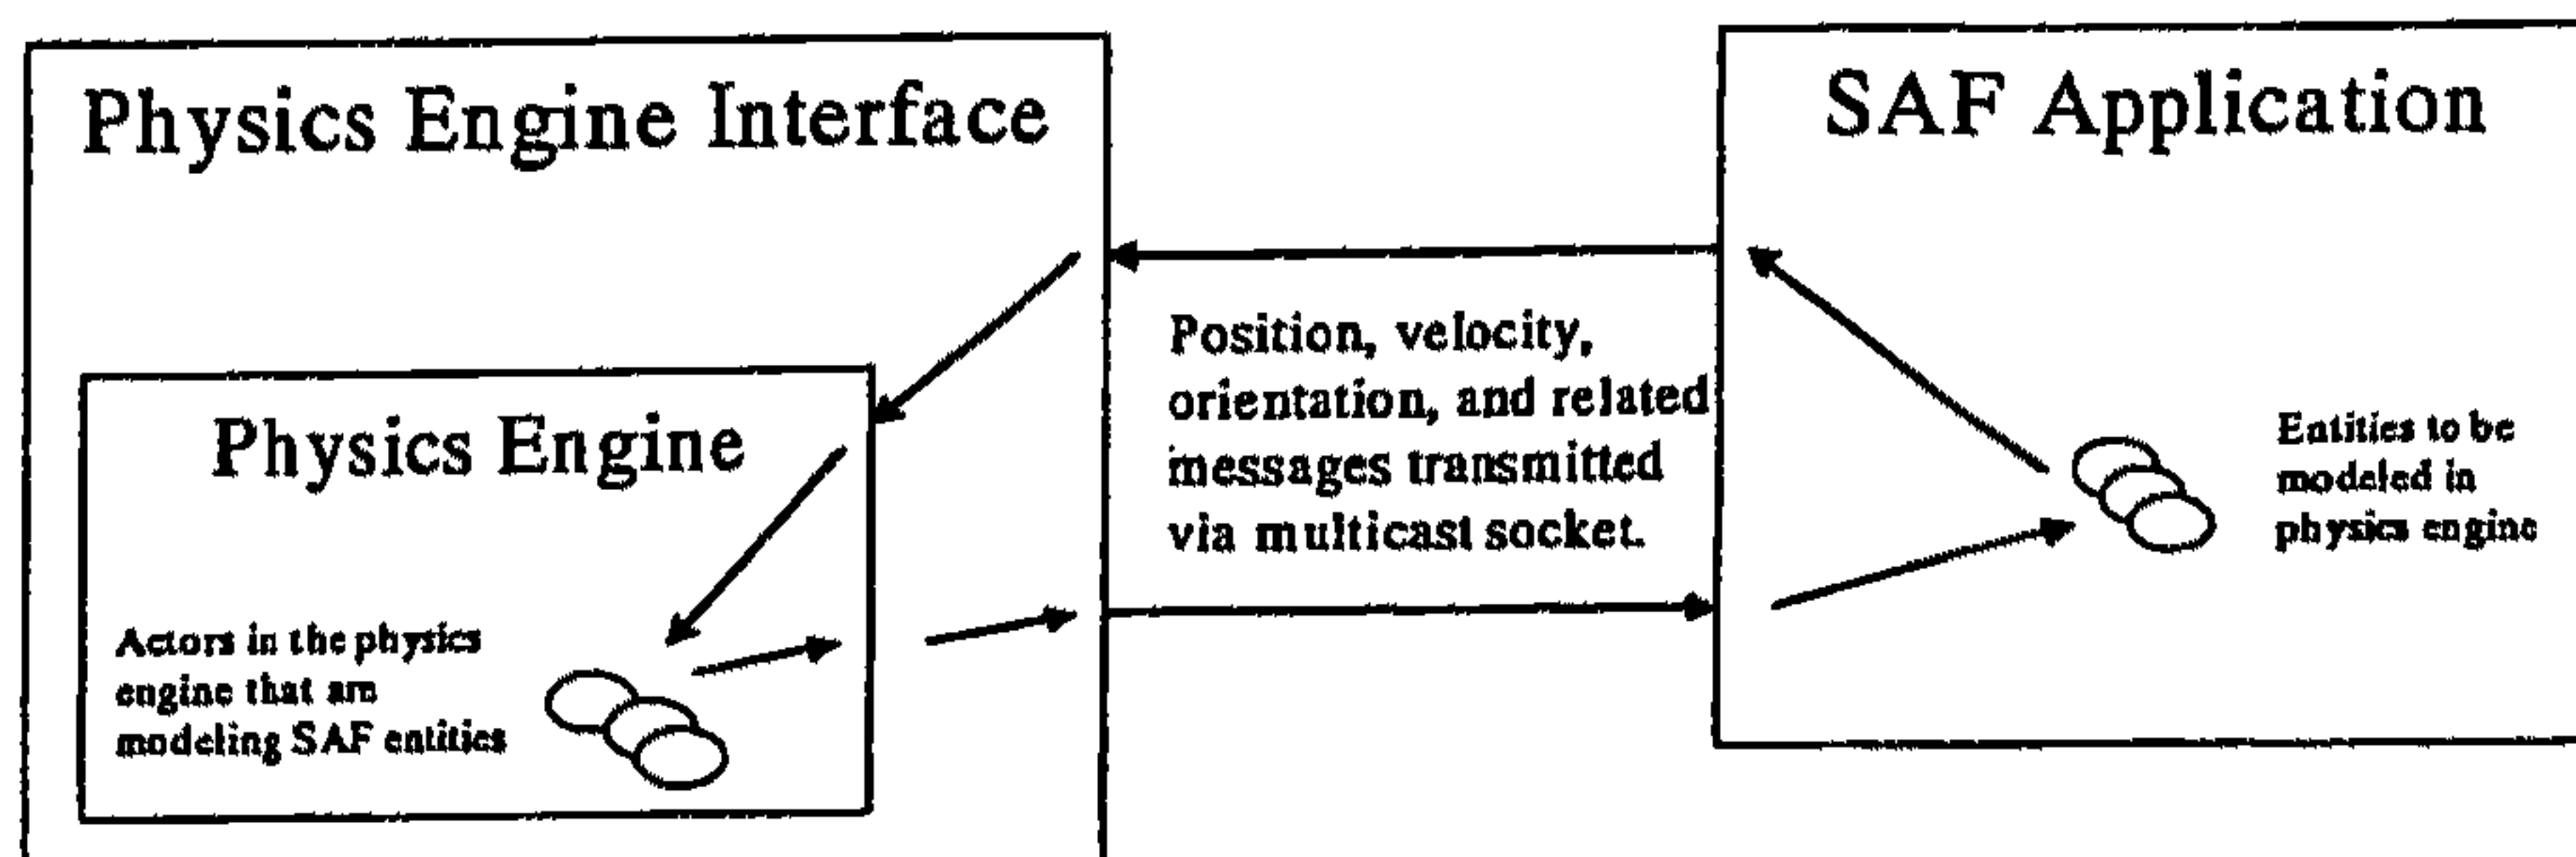 Physics Engine Interface
SAF Application
Position, velocity,
orientation, and related
messages transmitted
via multicast socket.
Entities to be
modeled in
physics engine
Physics Engine
Actors in the physics
engine that are
modeling SAF entities